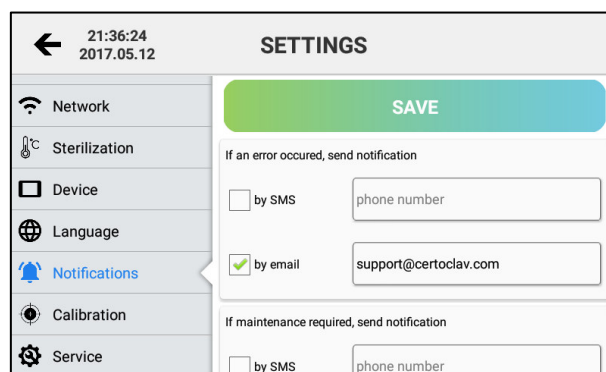 21:36:24
2017.05.12
SETTINGS
Network
°C
Sterilization
Device
Language
Notifications
Calibration
Service
SAVE
If an error occured, send notification
by SMS
phone number
by email
support@certoclav.com
If maintenance required, send notification
by SMS
phone number